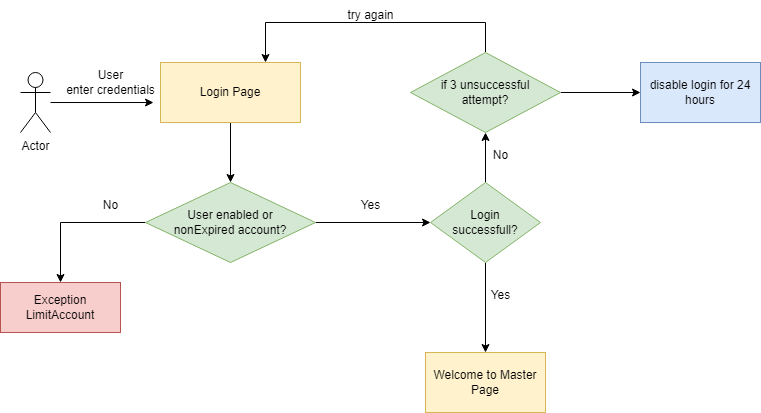 try again
User
enter credentials
Login Page
if 3 unsuccessful
attempt?
disable login for 24
hours
Actor
No
No
User enabled or
nonExpired account?
Yes
Login
successfull?
Exception
LimitAccount
Yes
Welcome to Master
Page